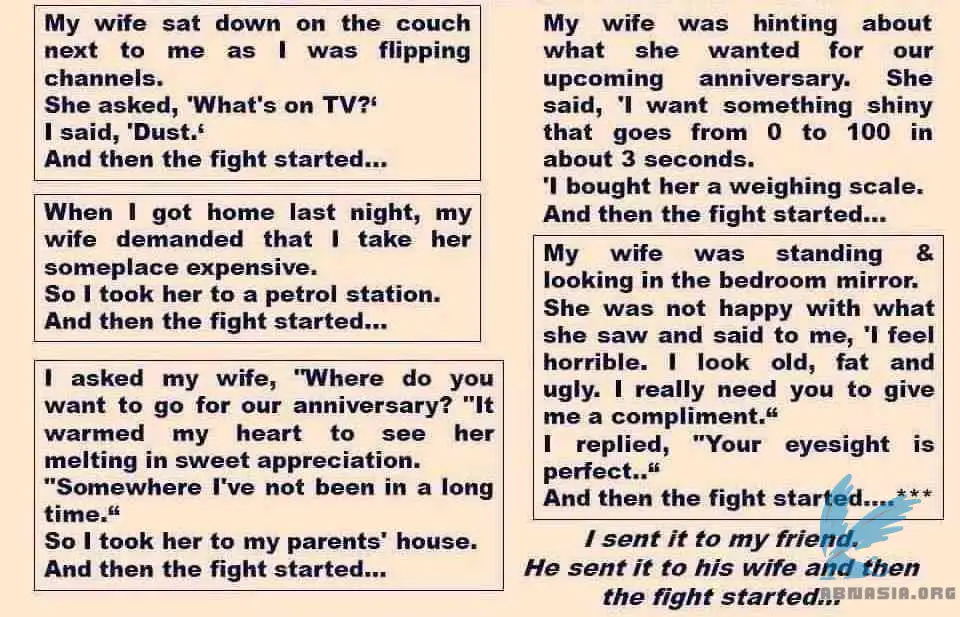 My wife sat down on the couch
next to me as I was flipping
channels.
She asked, 'What's on TV?‘
I said, 'Dust.‘
And then the fight started...
When I got home last night, my
wife demanded that I take her
someplace expensive.
So I took her to a petrol station.
And then the fight started...
I asked my wife, "Where do you
want to go for our anniversary? "It
warmed my heart to see her
melting in sweet appreciation.
"Somewhere I've not been in a long
time.“
So I took her to my parents' house.
And then the fight started...
My wife was hinting about
what she wanted for our
upcoming anniversary. She
said, 'I want something shiny
that goes from 0 to 100 in
about 3 seconds.
'I bought her a weighing scale.
And then the fight started...
My wife was standing &
looking in the bedroom mirror.
She was not happy with what
she saw and said to me, 'I feel
horrible. I look old, fat and
ugly. I really need you to give
me a compliment.“
I replied, "Your eyesight is
perfect..“
And then the fight started....***
I sent it to my friend.
He sent it to his wife and then
the fight started...
ABNASIA.ORG